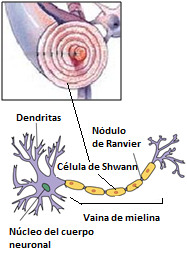 Dendritas
Nódulo
de Ranvier
Célula de Shwann
Vaina de mielina
Núcleo del cuerpo
neuronal